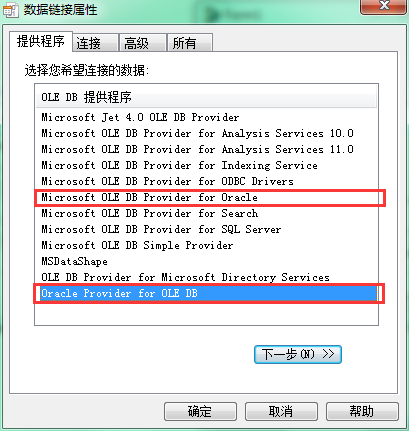 数据链接属性
提供程序 连接 高级 所有
选择您希望连接的数据:
OLE DB 提供程序
Microsoft Jet 4.0 OLE DB Provider
Microsoft OLE DB Provider for Analysis Services 10.0
Microsoft OLE DB Provider for Analysis Services 11.0
Microsoft OLE DB Provider for Indexing Service
Microsoft OLE DB Provider for ODBC Drivers
Microsoft OLE DB Provider for Oracle
Microsoft OLE DB Provider for Search
Microsoft OLE DB Provider for SQL Server
Microsoft OLE DB Simple Provider
MSDataShape
OLE DB Provider for Microsoft Directory Services
Oracle Provider for OLE DB
下一步(N) >>
确定 取消 帮助